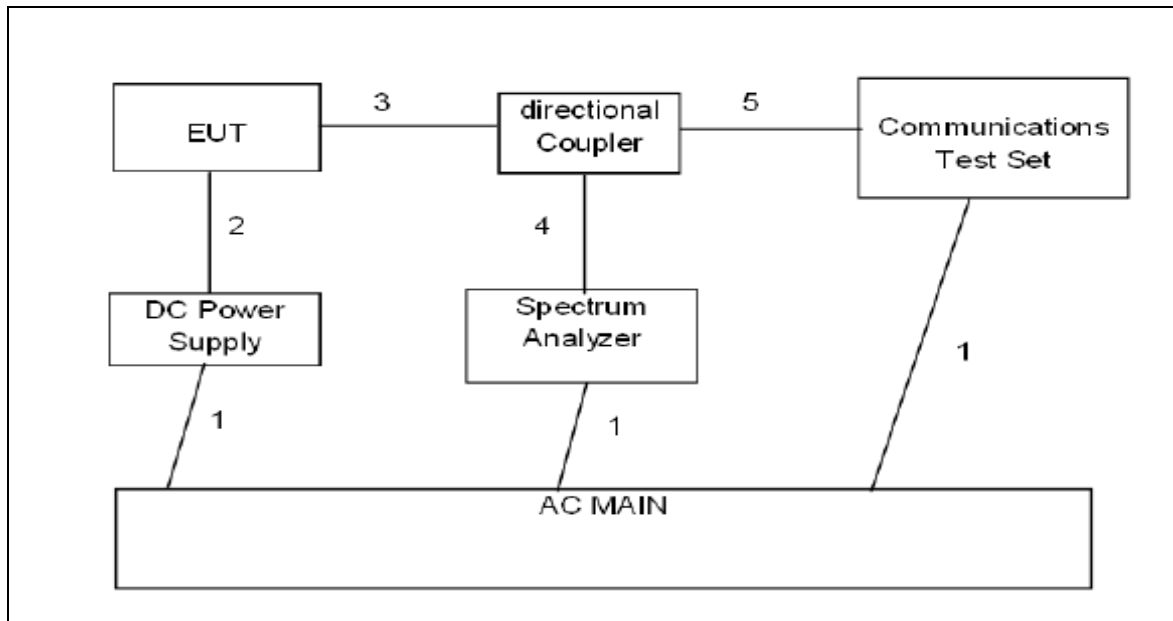 EUT
3
directional
Coupler
5
Communications
Test Set
2
4
DC Power
Supply
Spectrum
Analyzer
1
1
1
AC MAIN